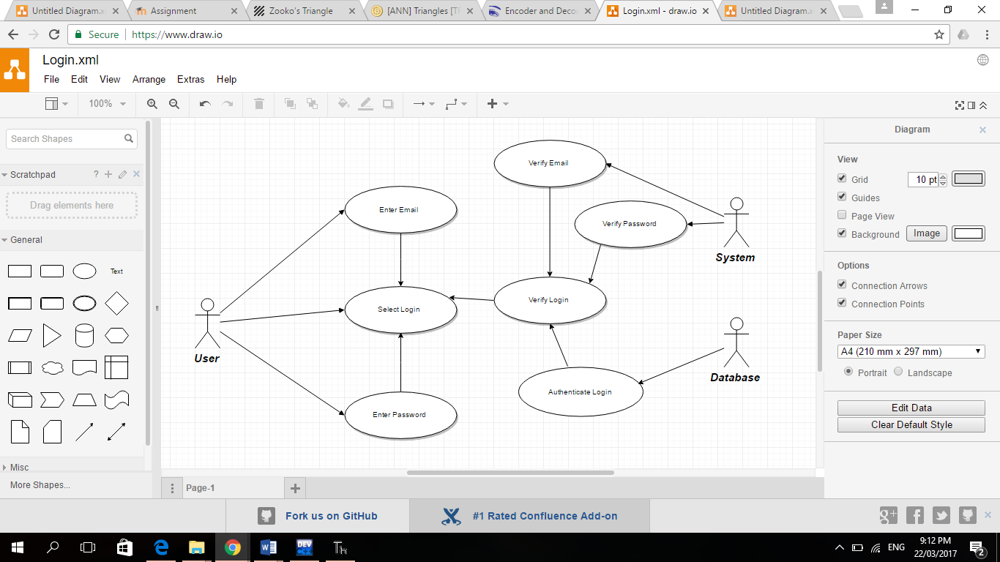 Untitled Diagram.x
Assignment
Zooko's Triangle
[ANN] Triangles [T
Encoder and Deco
Login.xml - draw.io
Untitled Diagram.x
Secure
https://www.draw.io
Login.xml
File Edit View Arrange Extras Help
100%
Search Shapes
Scratchpad
?
Drag elements here
General
Text
Misc
More Shapes...
Verify Email
Enter Email
Verify Password
System
Select Login
Verify Login
User
Database
Authenticate Login
Enter Password
Page-1
Diagram
View
Grid
10 pt
Guides
Page View
Background
Image
Options
Connection Arrows
Connection Points
Paper Size
A4 (210 mm x 297 mm)
Portrait
Landscape
Edit Data
Clear Default Style
Fork us on GitHub
#1 Rated Confluence Add-on
g+
DEV
C++
Th
ENG
9:12 PM
22/03/2017
2